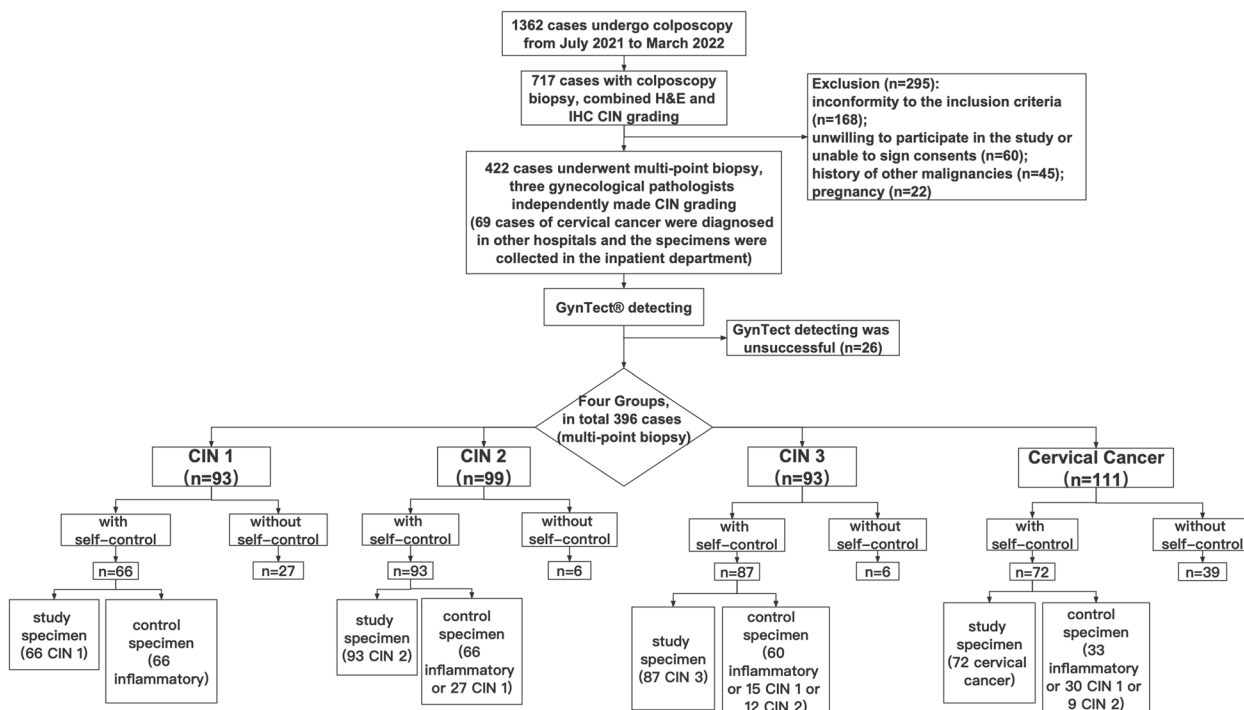 1362 cases undergo colposcopy
from July 2021 to March 2022
717 cases with colposcopy
biopsy, combined H&E and
IHC CIN grading
Exclusion (n=295):
inconformity to the inclusion criteria
(n=168);
unwilling to participate in the study or
unable to sign consents (n=60);
history of other malignancies (n=45);
pregnancy (n=22)
422 cases underwent multi-point biopsy,
three gynecological pathologists
independently made CIN grading
(69 cases of cervical cancer were diagnosed
in other hospitals and the specimens were
collected in the inpatient department)
GynTect® detecting
GynTect detecting was
unsuccessful (n=26)
Four Groups,
in total 396 cases
(multi-point biopsy)
CIN 1
(n=93)
CIN 2
(n=99)
CIN 3
(n=93)
Cervical Cancer
(n=111)
with
self-control
without
self-control
with
self-control
without
self-control
with
self-control
without
self-control
with
self-control
without
self-control
n=66
n=27
n=93
n=6
n=87
n=6
n=72
n=39
study
specimen
(66 CIN 1)
control
specimen
(66
inflammatory)
study
specimen
(93 CIN 2)
control
specimen
(66
inflammatory
or 27 CIN 1)
study
specimen
(87 CIN 3)
control
specimen
(60
inflammatory
or 15 CIN 1 or
12 CIN 2)
study
specimen
(72 cervical
cancer)
control
specimen
(33
inflammatory
or 30 CIN 1 or
9 CIN 2)